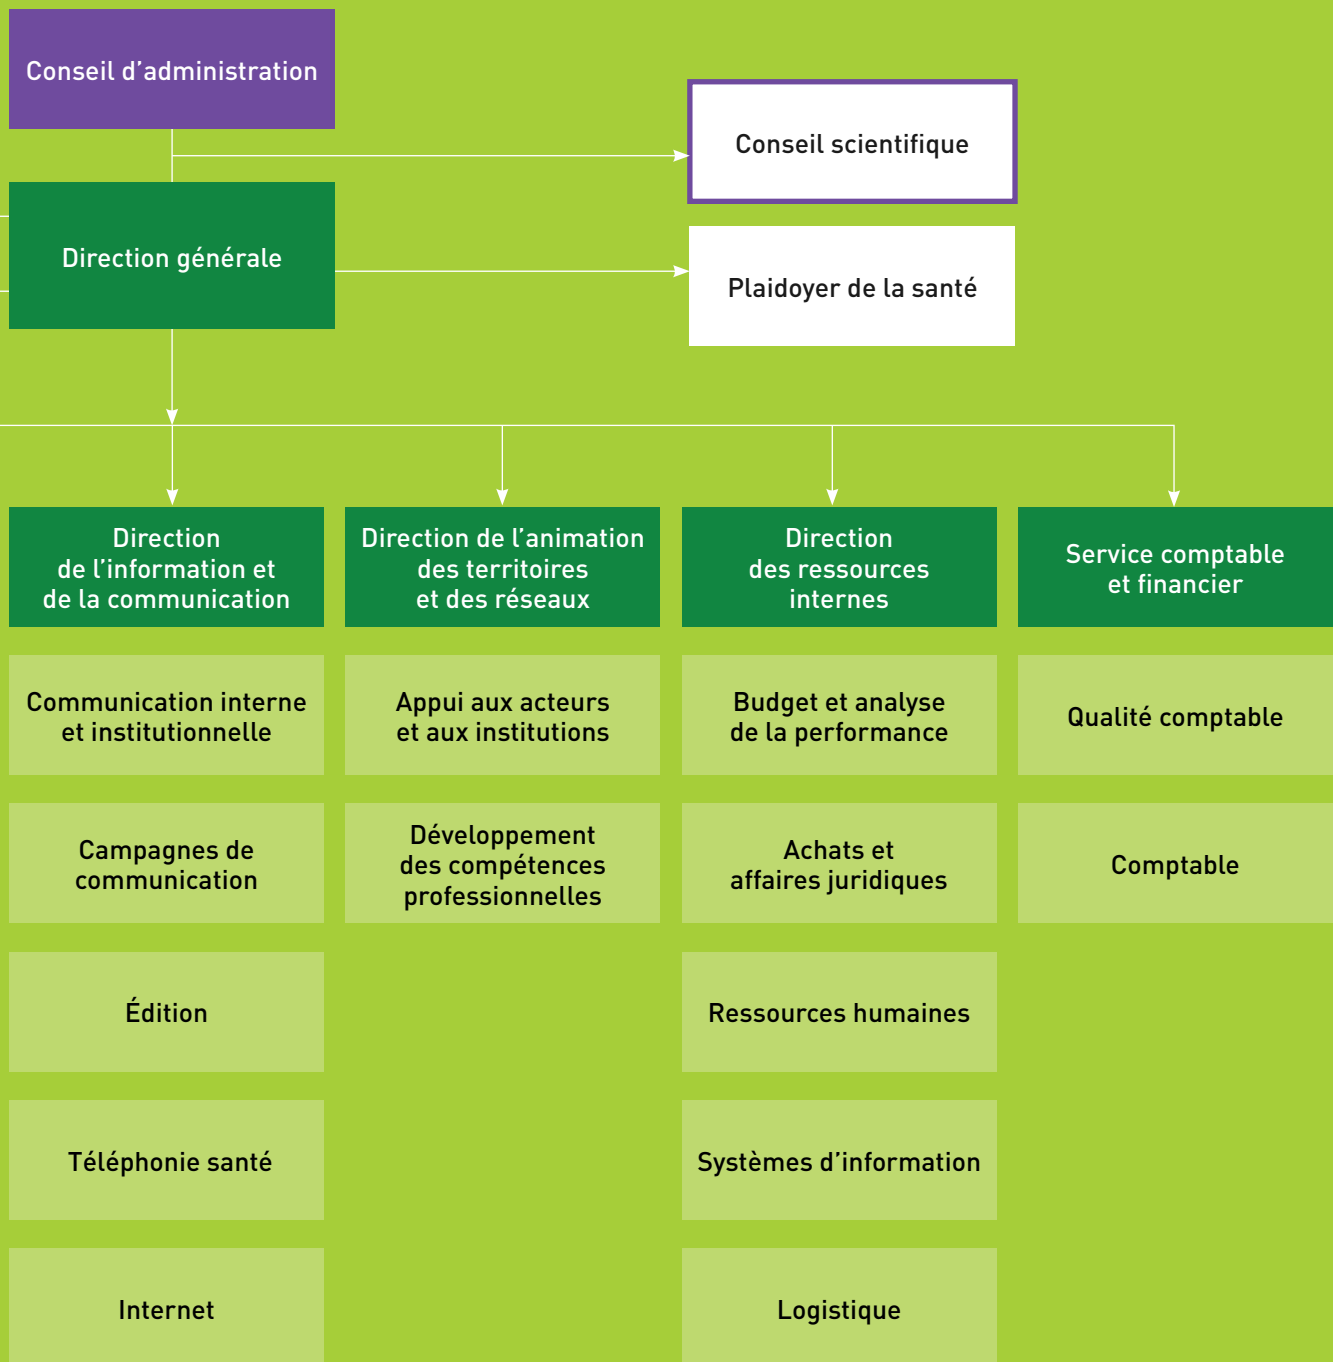 Conseil d’administration
Conseil scientifique
Direction générale
Plaidoyer de la santé
Direction
de l’information et
de la communication
Direction de l’animation
des territoires
et des réseaux
Direction
des ressources
internes
Service comptable
et financier
Communication interne
et institutionnelle
Appui aux acteurs
et aux institutions
Budget et analyse
de la performance
Qualité comptable
Campagnes de
communication
Développement
des compétences
professionnelles
Achats et
affaires juridiques
Comptable
Édition
Ressources humaines
Téléphonie santé
Systèmes d’information
Internet
Logistique